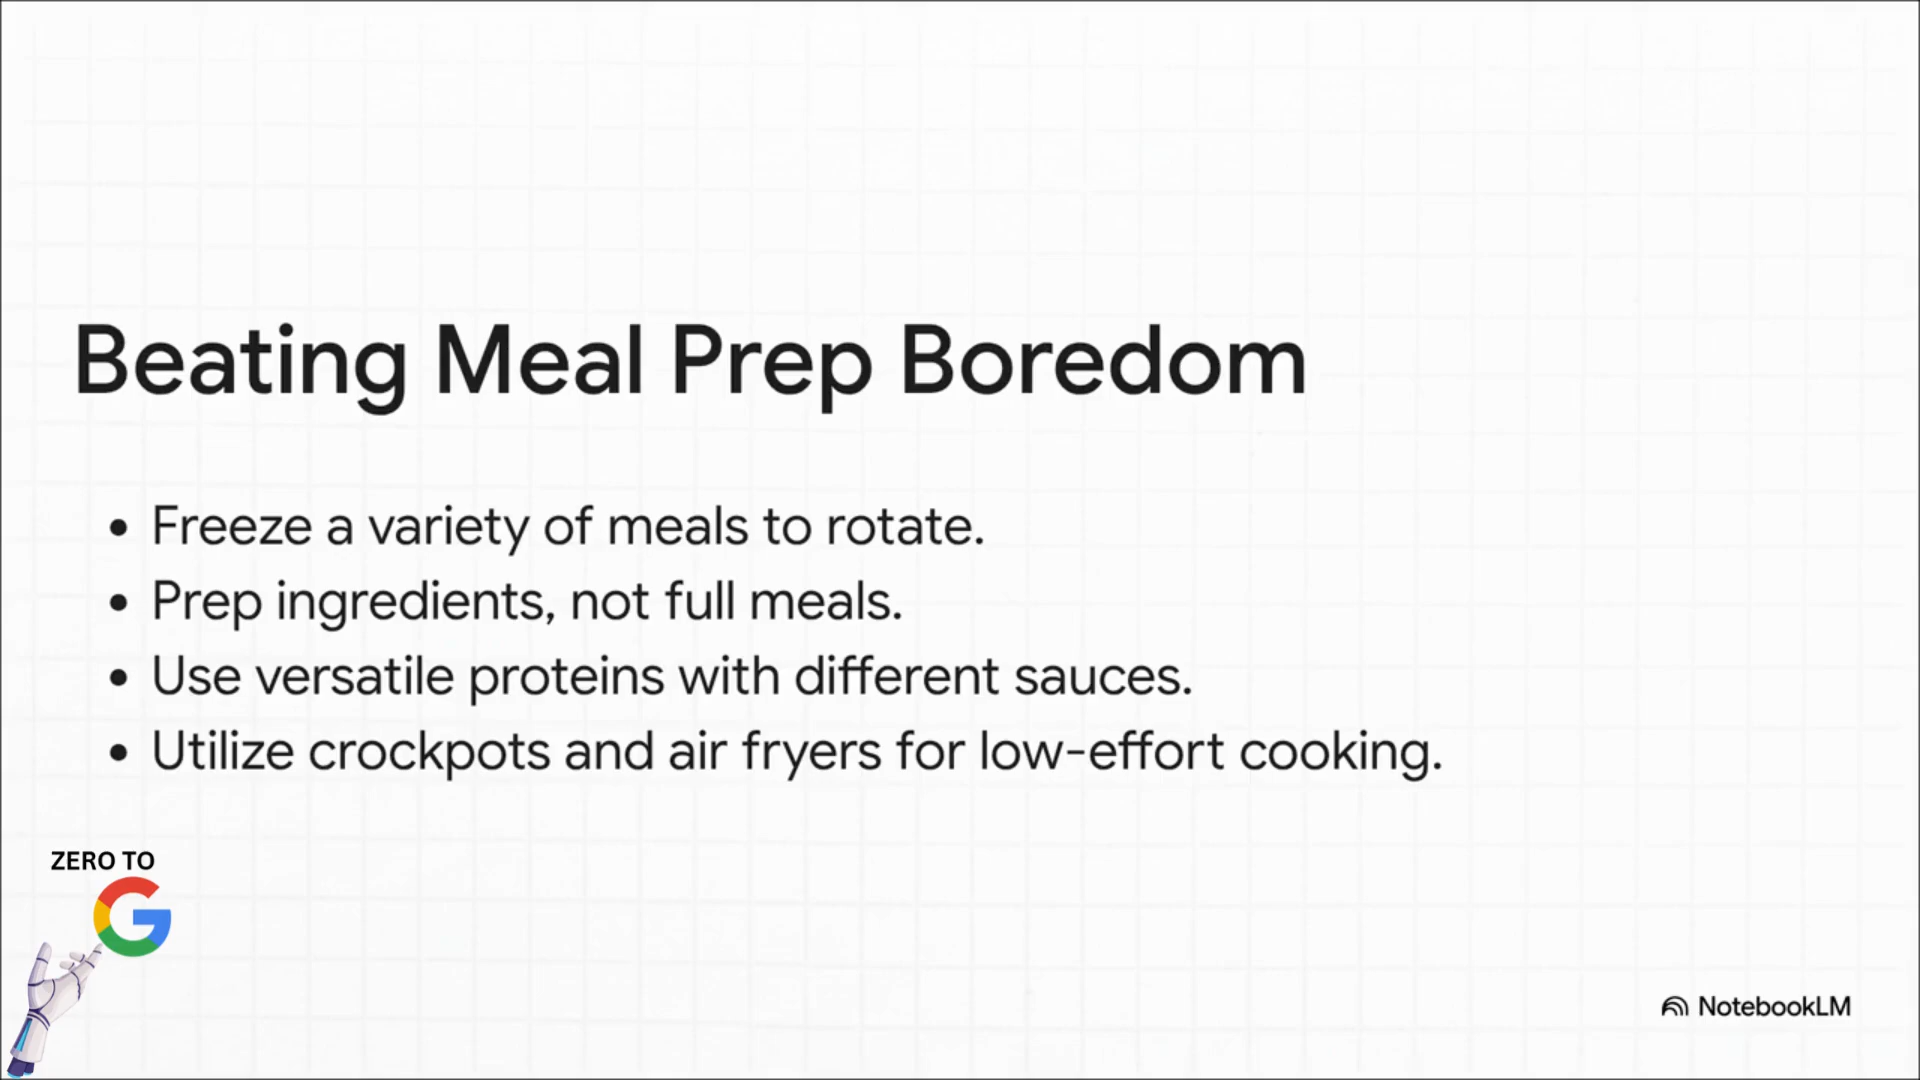 Beating Meal Prep Boredom
• Freeze a variety of meals to rotate.
• Prep ingredients, not full meals.
• Use versatile proteins with different sauces.
• Utilize crockpots and air fryers for low-effort cooking.
ZERO TO
G
NotebookLM